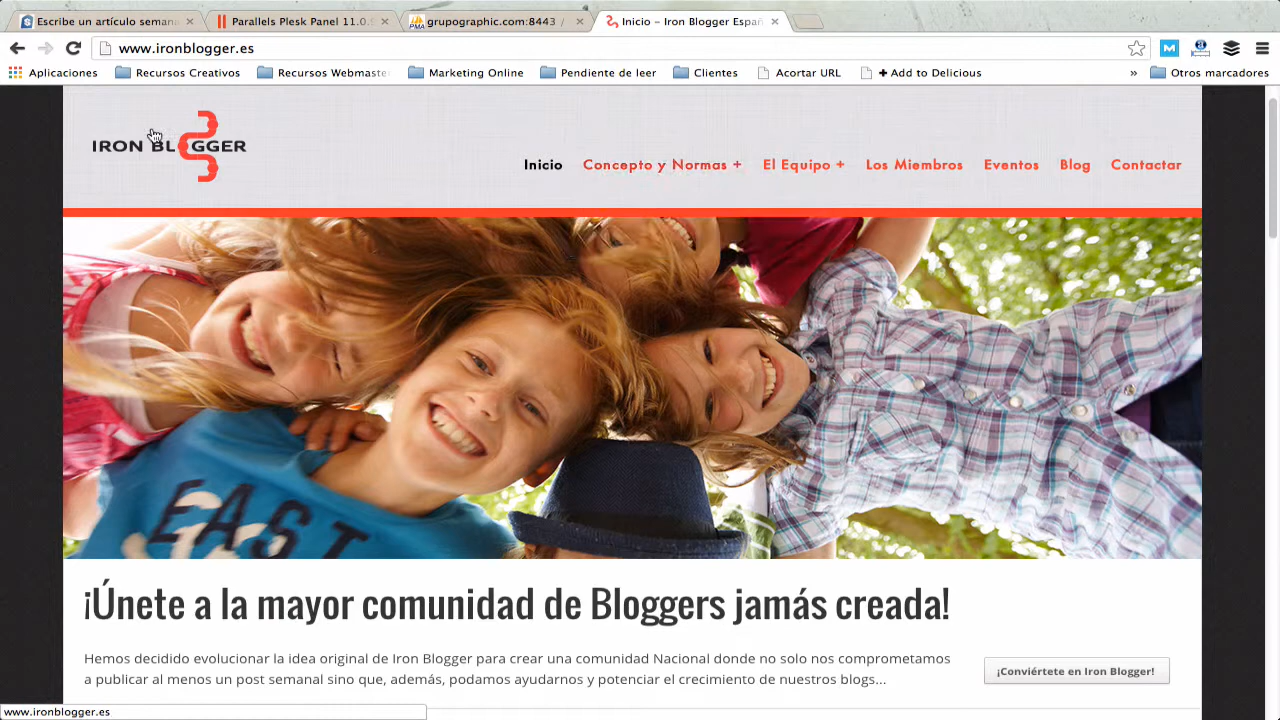 Escribe un artículo semana
Parallels Plesk Panel 11.0.
PMA
grupographic.com:8443 /
Inicio – Iron Blogger Espa
www.ironblogger.es
Aplicaciones
Recursos Creativos
Recursos Webmaste
Marketing Online
Pendiente de leer
Clientes
Acortar URL
+ Add to Delicious
»
Otros marcadores
IRON BLOGGER
Inicio
Concepto y Normas +
El Equipo +
Los Miembros
Eventos
Blog
Contactar
EAST
¡Únete a la mayor comunidad de Bloggers jamás creada!
Hemos decidido evolucionar la idea original de Iron Blogger para crear una comunidad Nacional donde no solo nos comprometamos
a publicar al menos un post semanal sino que, además, podamos ayudarnos y potenciar el crecimiento de nuestros blogs...
¡Conviértete en Iron Blogger!
www.ironblogger.es